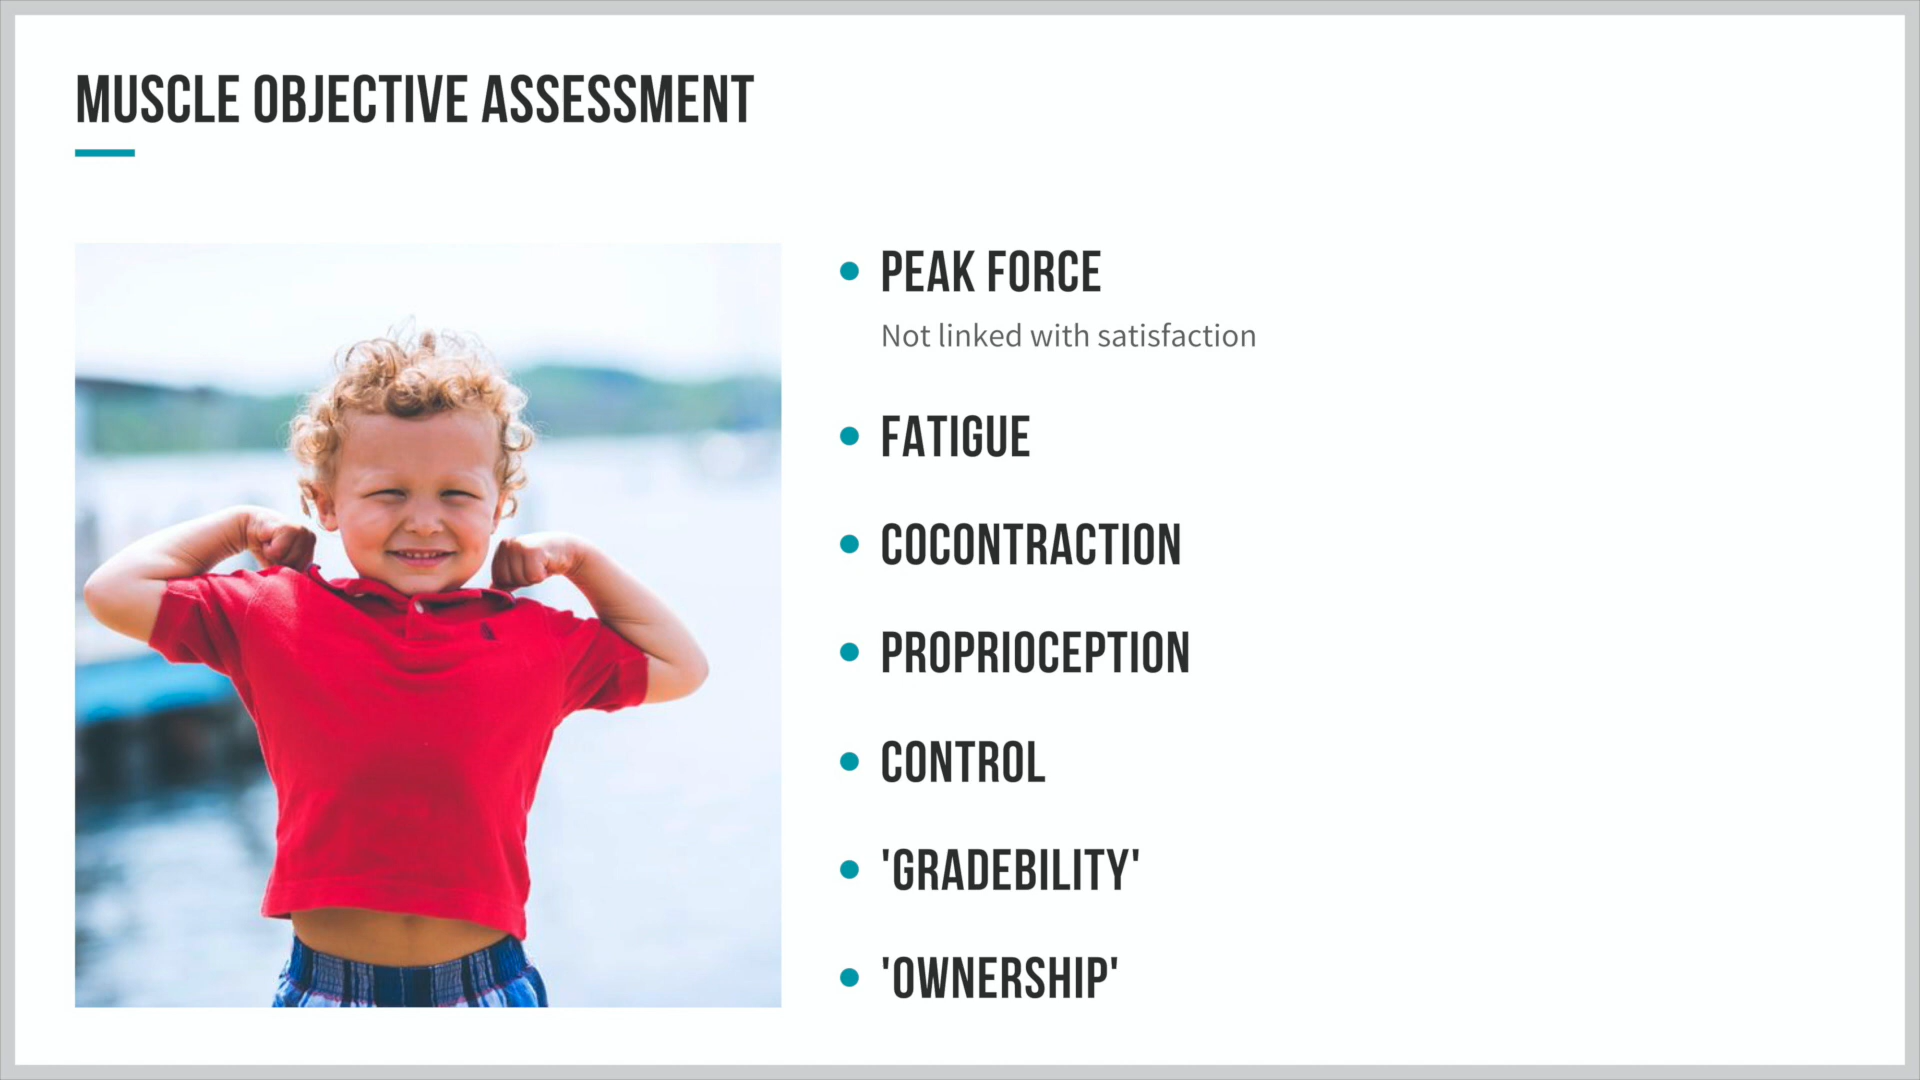 MUSCLE OBJECTIVE ASSESSMENT
PEAK FORCE
Not linked with satisfaction
FATIGUE
COCONTRACTION
PROPRIOCEPTION
CONTROL
'GRADEBILITY'
'OWNERSHIP'